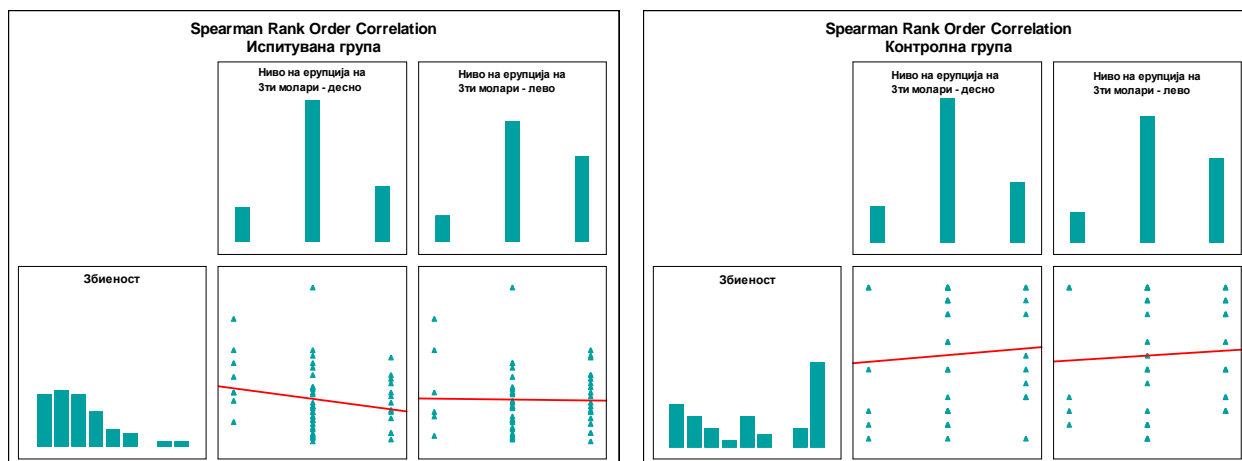 Spearman Rank Order Correlation
Испитувана група
Ниво на ерупција на
3ти молари - десно
Ниво на ерупција на
3ти молари - лево
Збиеност
Spearman Rank Order Correlation
Контролна група
Ниво на ерупција на
3ти молари - десно
Ниво на ерупција на
3ти молари - лево
Збиеност